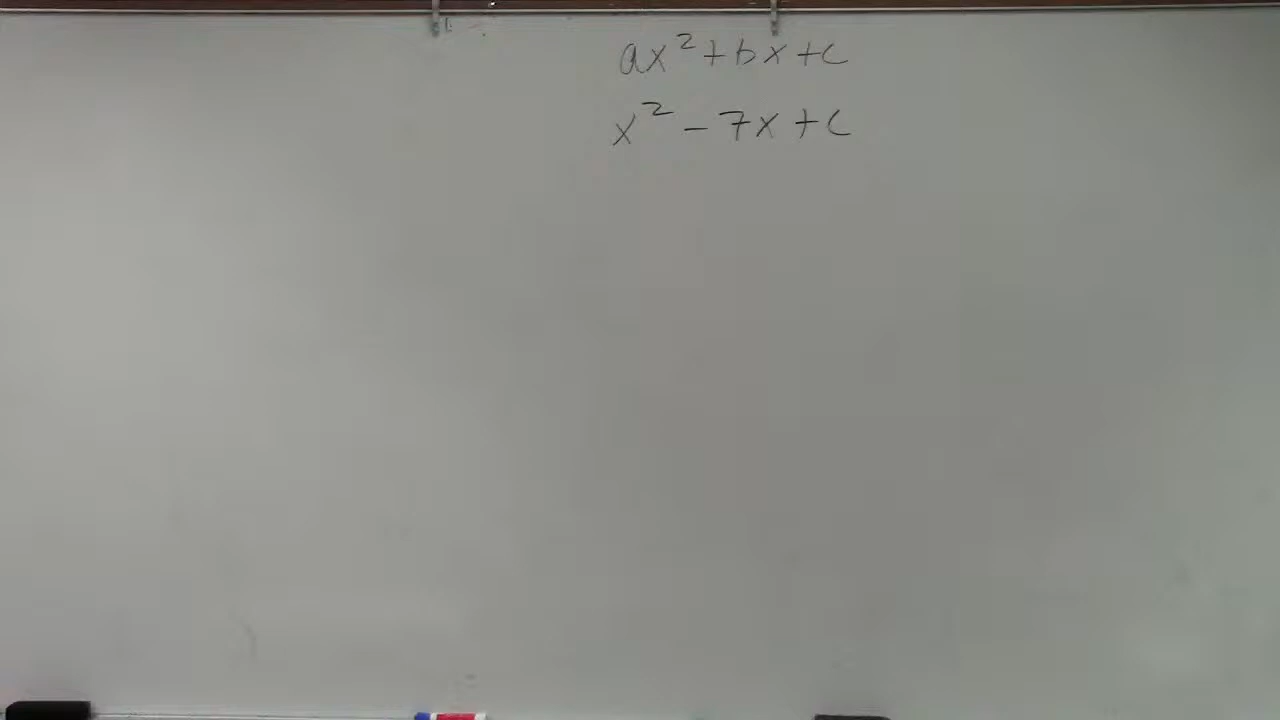 ax² + bx + c
x² - 7x + c